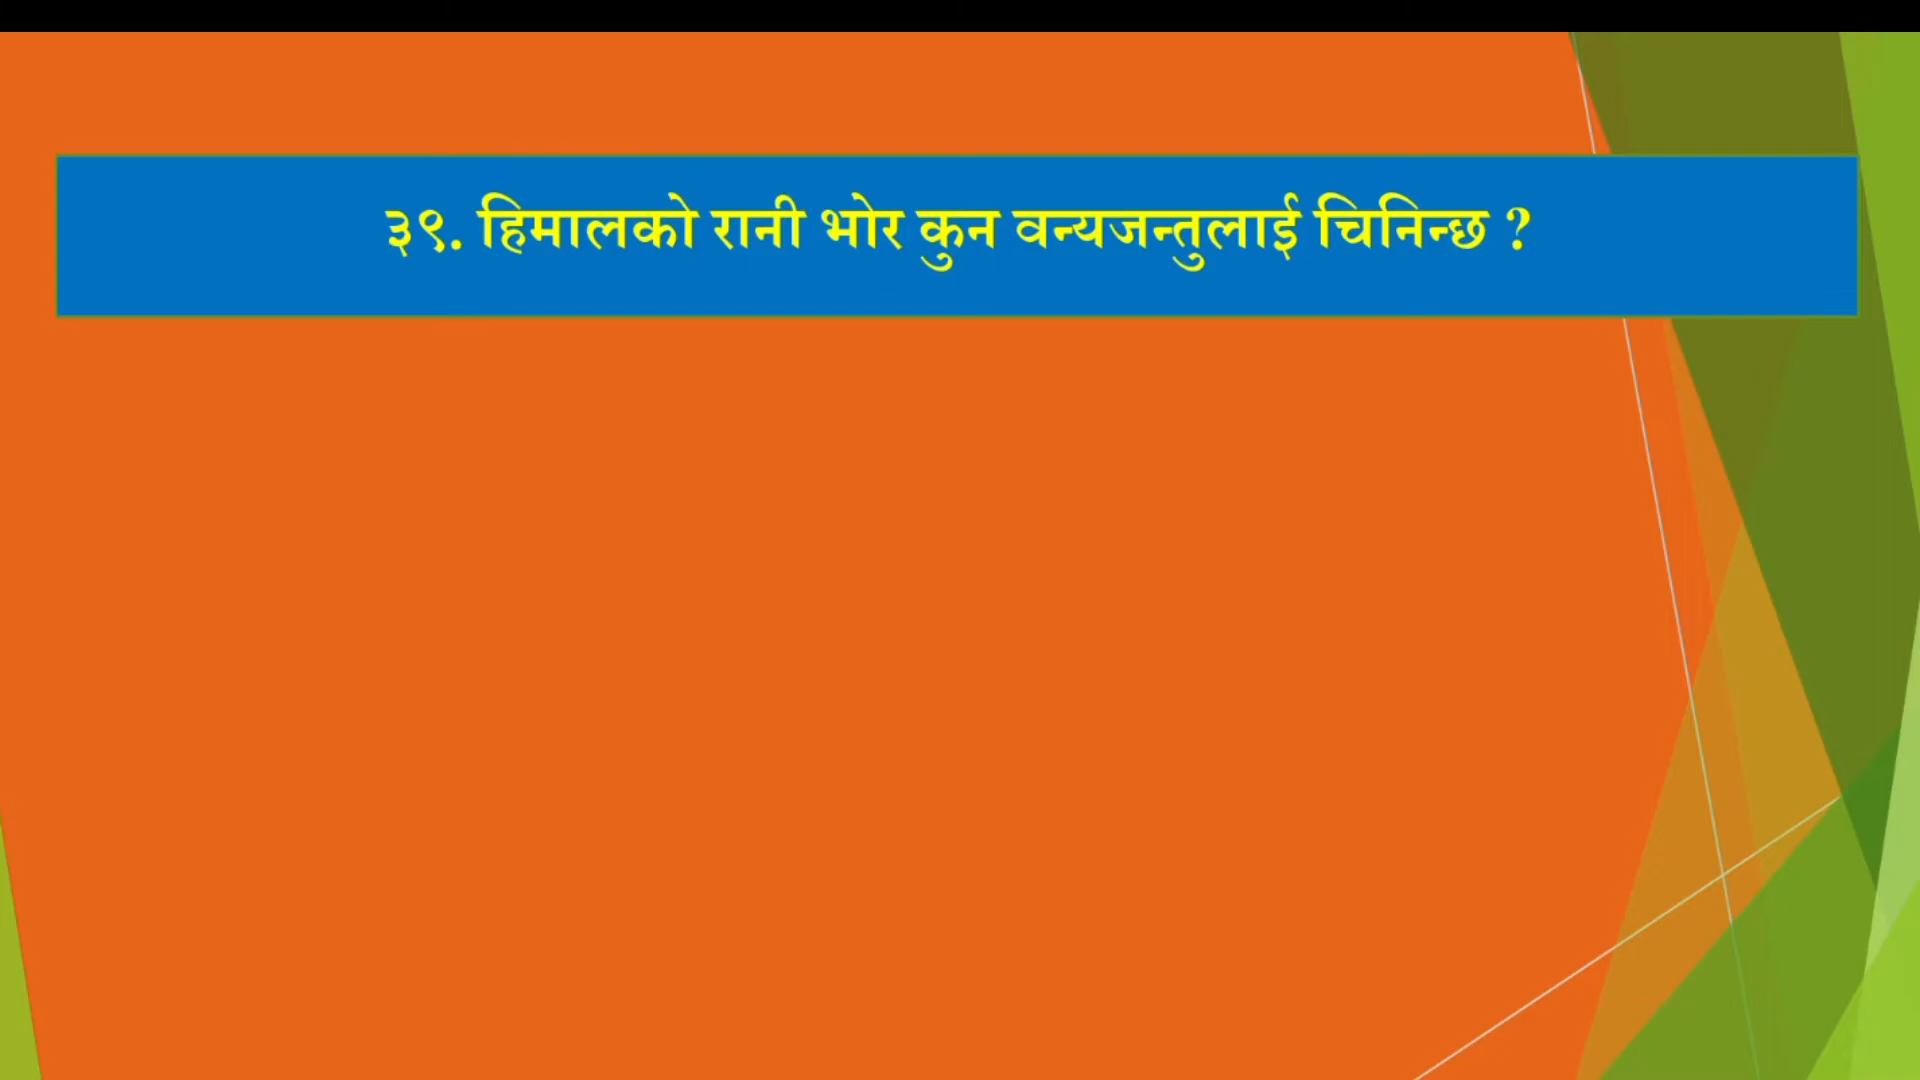 ३९. हिमालको रानी भोर कुन वन्यजन्तुलाई चिनिन्छ ?